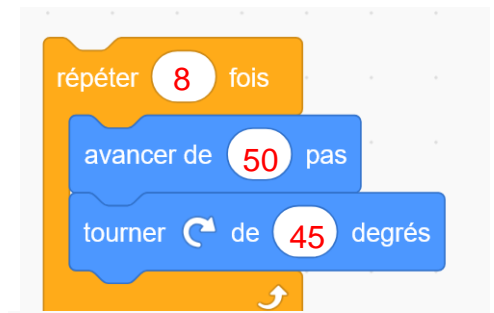 répéter 8 fois
avancer de 50 pas
tourner de 45 degrés